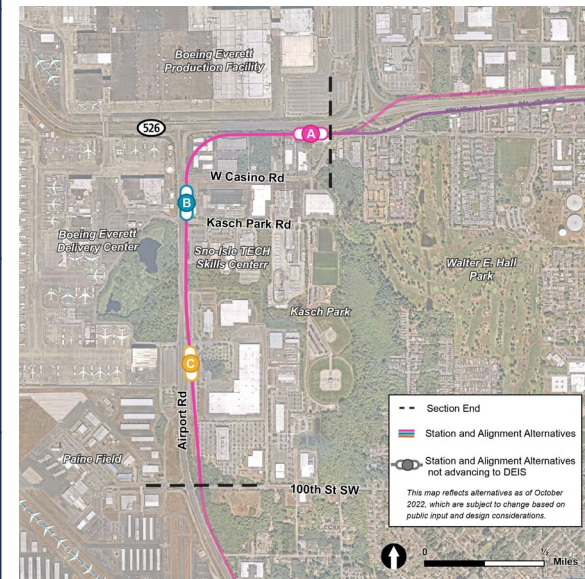 Boeing Everett
Production Facility
526
A
W Casino Rd
B
Kasch Park Rd
Boeing Everett
Delivery Center
Sno-Isle TECH
Skills Centerr
Walter E. Hall
Park
Kasch Park
C
Airport Rd
Paine Field
100th St SW
Section End
Station and Alignment Alternatives
Station and Alignment Alternatives
not advancing to DEIS
This map reflects alternatives as of October
2022, which are subject to change based on
public input and design considerations.
0
½
Miles